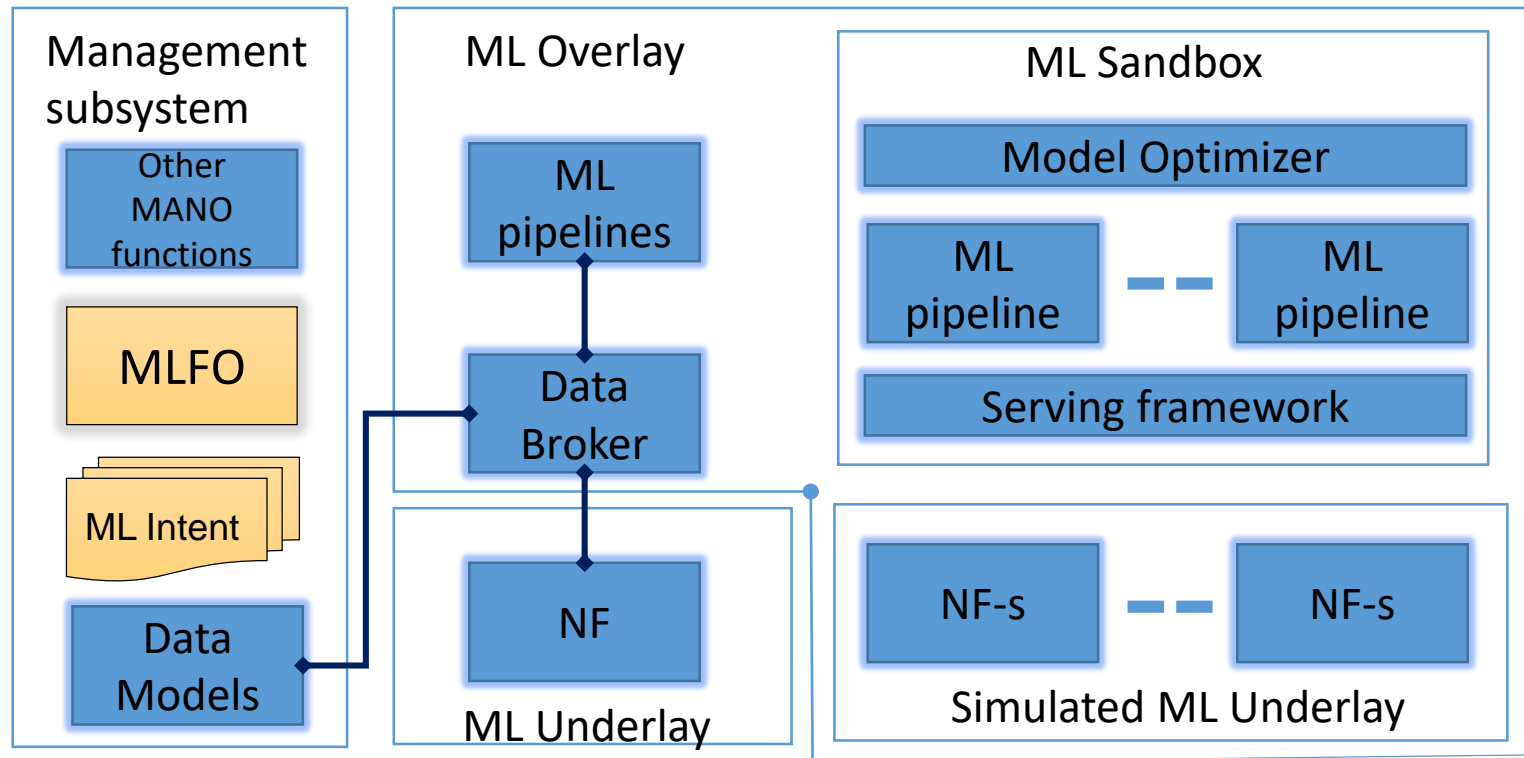 Management
subsystem
Other
MANO
functions
MLFO
ML Intent
Data
Models
ML Overlay
ML
pipelines
Data
Broker
NF
ML Underlay
ML Sandbox
Model Optimizer
ML
pipeline
ML
pipeline
Serving framework
NF-s
NF-s
Simulated ML Underlay